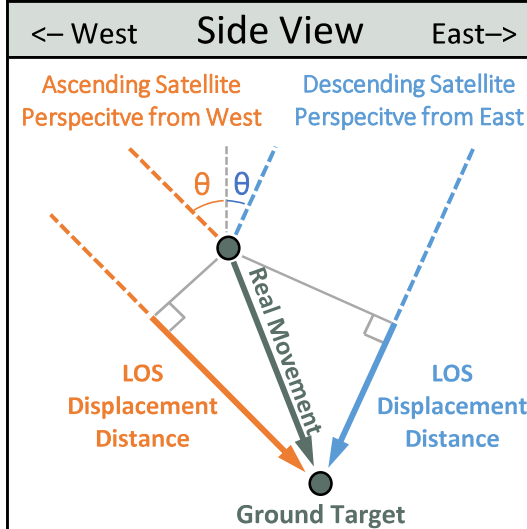 <– West Side View East–>
Ascending Satellite
Perspecitve from West
Descending Satellite
Perspecitve from East
θ θ
Real Movement
LOS
Displacement
Distance
LOS
Displacement
Distance
Ground Target